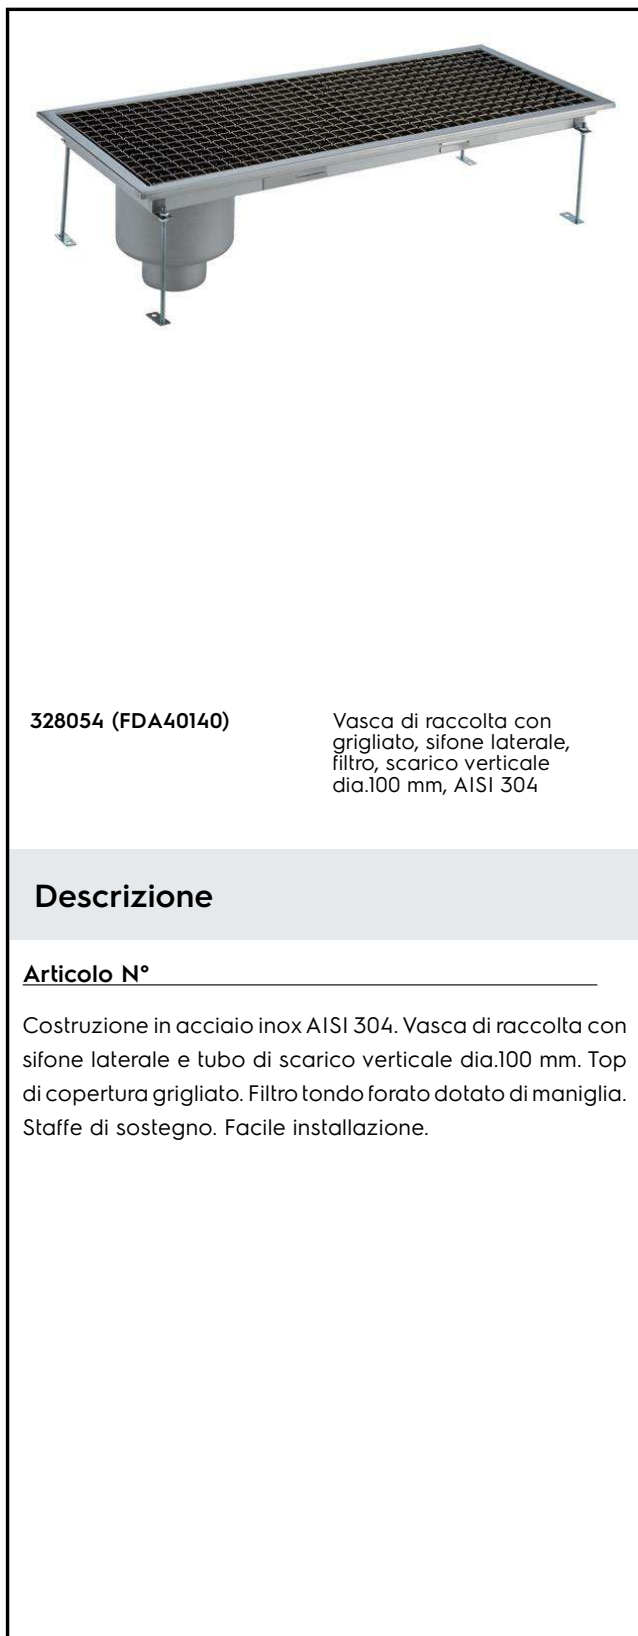 328054 (FDA40140)
Vasca di raccolta con
grigliato, sifone laterale,
filtro, scarico verticale
dia.100 mm, AISI 304
Descrizione
Articolo N°
Costruzione in acciaio inox AISI 304. Vasca di raccolta con
sifone laterale e tubo di scarico verticale dia.100 mm. Top
di copertura grigliato. Filtro tondo forato dotato di maniglia.
Staffe di sostegno. Facile installazione.